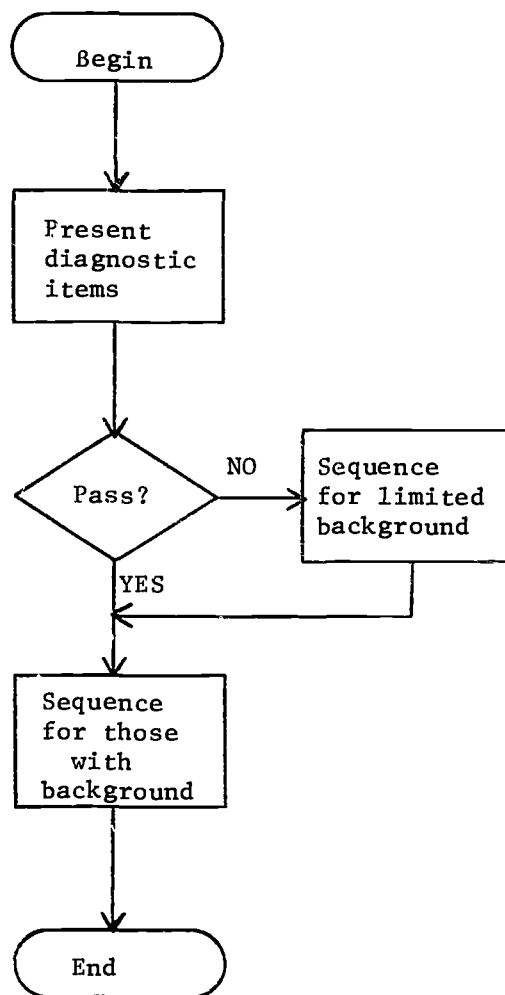 Begin
Present
diagnostic
items
Pass?
NO
Sequence
for limited
background
YES
Sequence
for those
with
background
End